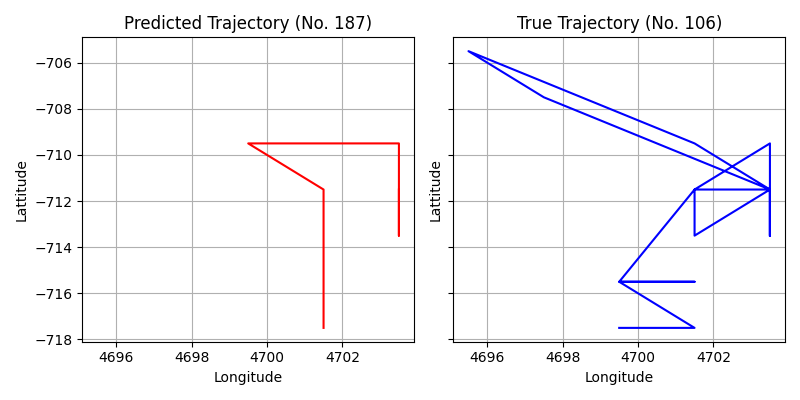 Predicted Trajectory (No. 187)
True Trajectory (No. 106)
Lattitude
−706
−708
−710
−712
−714
−716
−718
4696
4698
4700
4702
Longitude
Lattitude
4696
4698
4700
4702
Longitude